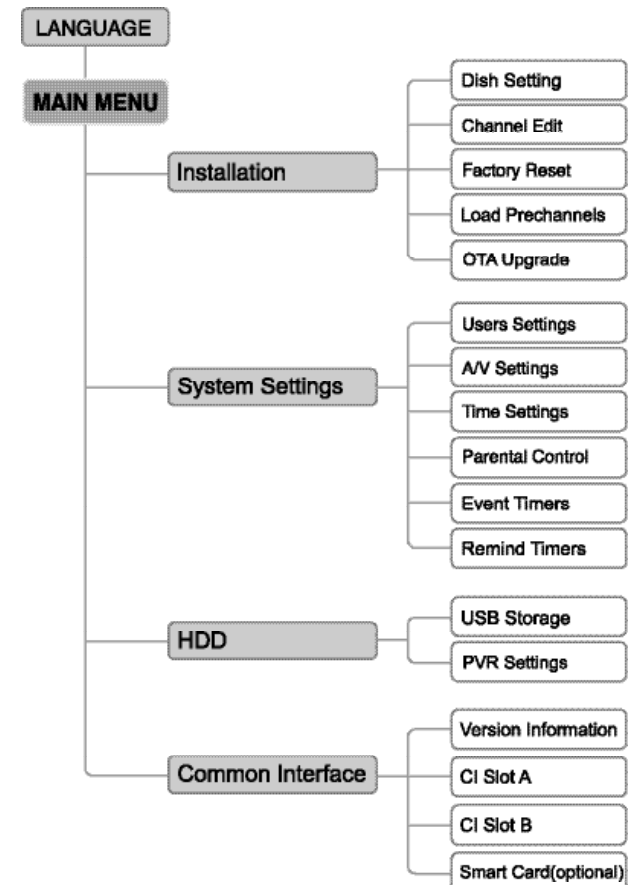 LANGUAGE
MAIN MENU
Installation
Dish Setting
Channel Edit
Factory Reset
Load Prechannels
OTA Upgrade
System Settings
Users Settings
A/V Settings
Time Settings
Parental Control
Event Timers
Remind Timers
HDD
USB Storage
PVR Settings
Common Interface
Version Information
CI Slot A
CI Slot B
Smart Card(optional)